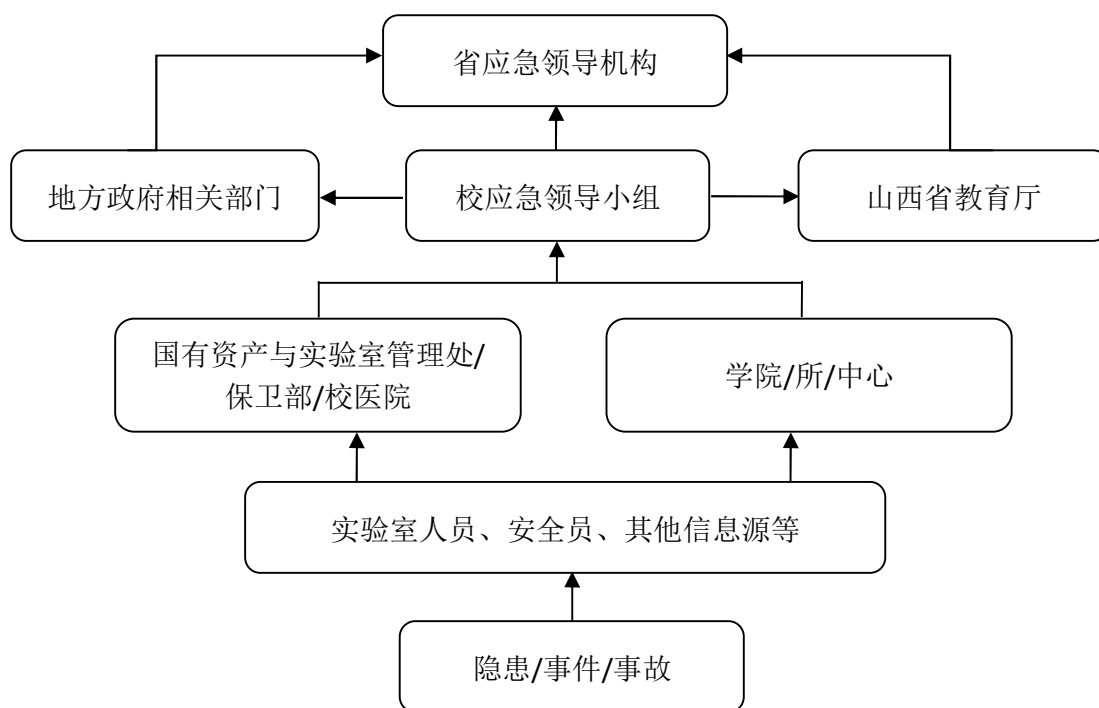 省应急领导机构
地方政府相关部门
校应急领导小组
山西省教育厅
国有资产与实验室管理处/
保卫部/校医院
学院/所/中心
实验室人员、安全员、其他信息源等
隐患/事件/事故